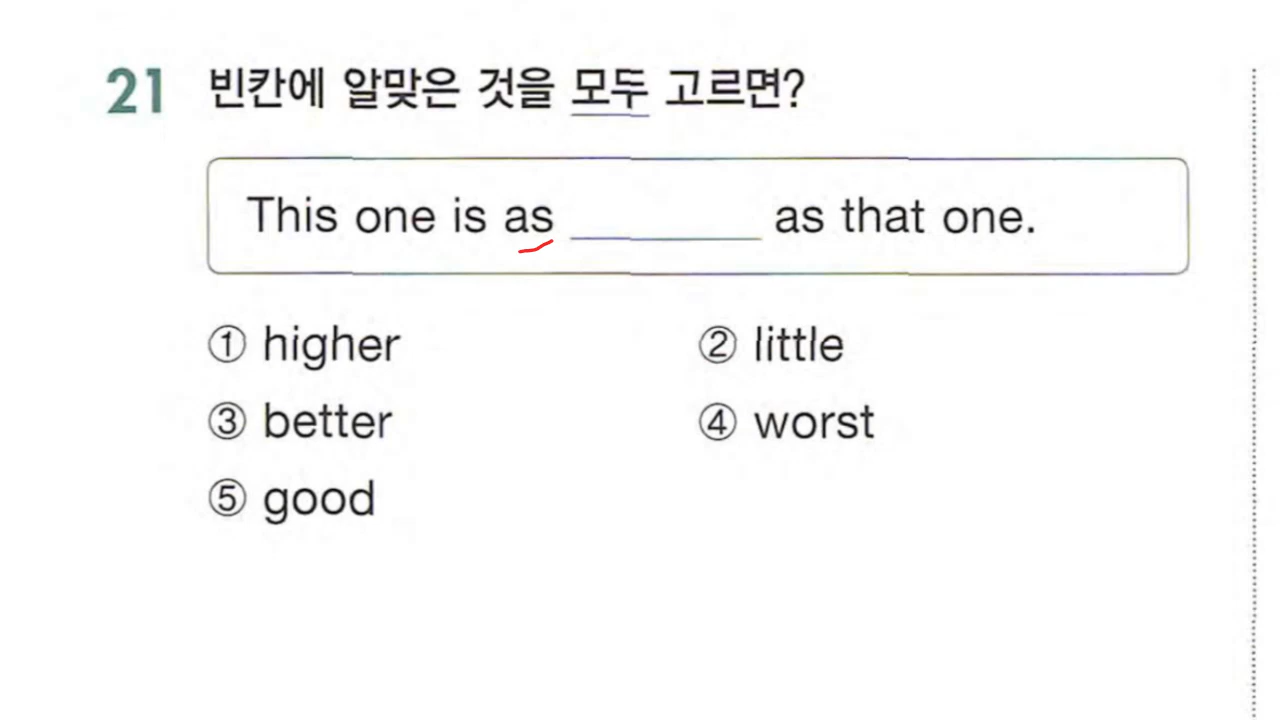 21 빈칸에 알맞은 것을 모두 고르면?
This one is as ________ as that one.
① higher ② little
③ better ④ worst
⑤ good